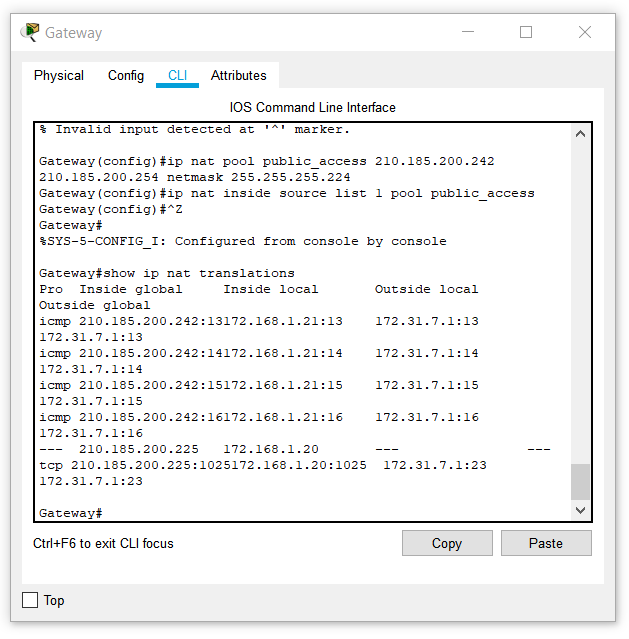 Gateway
Physical Config CLI Attributes
IOS Command Line Interface
% Invalid input detected at '^' marker.
Gateway(config)#ip nat pool public_access 210.185.200.242
210.185.200.254 netmask 255.255.255.224
Gateway(config)#ip nat inside source list 1 pool public_access
Gateway(config)#^Z
Gateway#
%SYS-5-CONFIG_I: Configured from console by console
Gateway#show ip nat translations
Pro  Inside global     Inside local       Outside local
Outside global
icmp 210.185.200.242:13172.168.1.21:13    172.31.7.1:13
172.31.7.1:13
icmp 210.185.200.242:14172.168.1.21:14    172.31.7.1:14
172.31.7.1:14
icmp 210.185.200.242:15172.168.1.21:15    172.31.7.1:15
172.31.7.1:15
icmp 210.185.200.242:16172.168.1.21:16    172.31.7.1:16
172.31.7.1:16
---  210.185.200.225   172.168.1.20       ---                ---
tcp 210.185.200.225:1025172.168.1.20:1025  172.31.7.1:23
172.31.7.1:23
Gateway#
Ctrl+F6 to exit CLI focus
Copy Paste
Top